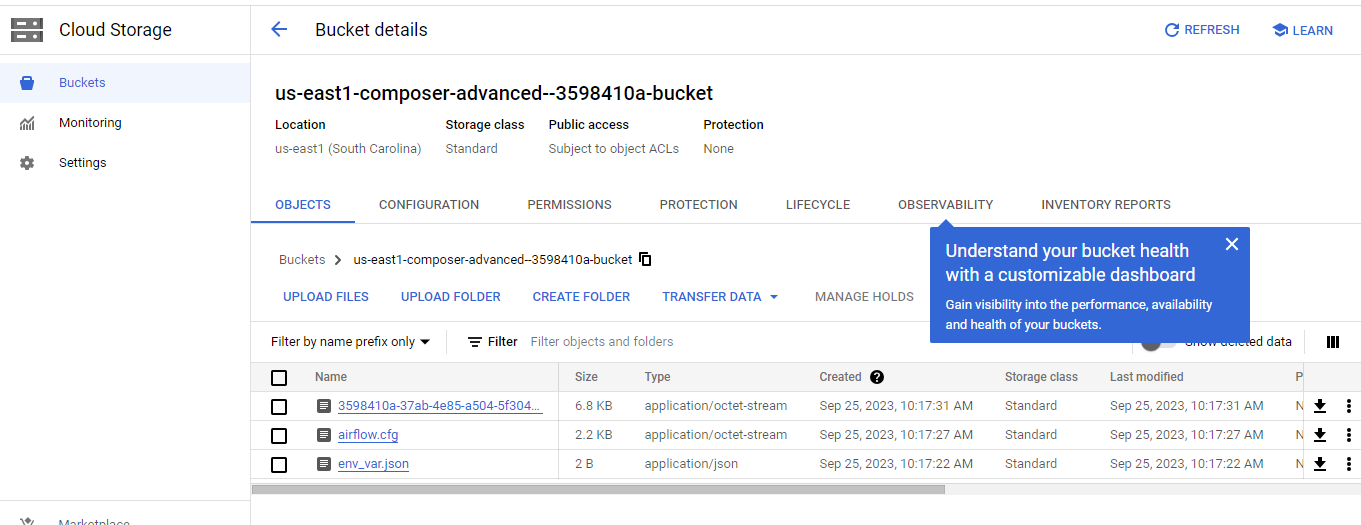 Cloud Storage
Bucket details
REFRESH
LEARN
Buckets
Monitoring
Settings
us-east1-composer-advanced--3598410a-bucket
Location Storage class Public access Protection
us-east1 (South Carolina) Standard Subject to object ACLs None
OBJECTS CONFIGURATION PERMISSIONS PROTECTION LIFECYCLE OBSERVABILITY INVENTORY REPORTS
Understand your bucket health
with a customizable dashboard
Gain visibility into the performance, availability
and health of your buckets.
Buckets us-east1-composer-advanced--3598410a-bucket
UPLOAD FILES UPLOAD FOLDER CREATE FOLDER TRANSFER DATA MANAGE HOLDS
Filter by name prefix only Filter Filter objects and folders Show deleted data
Name Size Type Created Storage class Last modified P
3598410a-37ab-4e85-a504-5f304... 6.8 KB application/octet-stream Sep 25, 2023, 10:17:31 AM Standard Sep 25, 2023, 10:17:31 AM N
airflow.cfg 2.2 KB application/octet-stream Sep 25, 2023, 10:17:27 AM Standard Sep 25, 2023, 10:17:27 AM N
env_var.json 2 B application/json Sep 25, 2023, 10:17:22 AM Standard Sep 25, 2023, 10:17:22 AM N
Marketplace